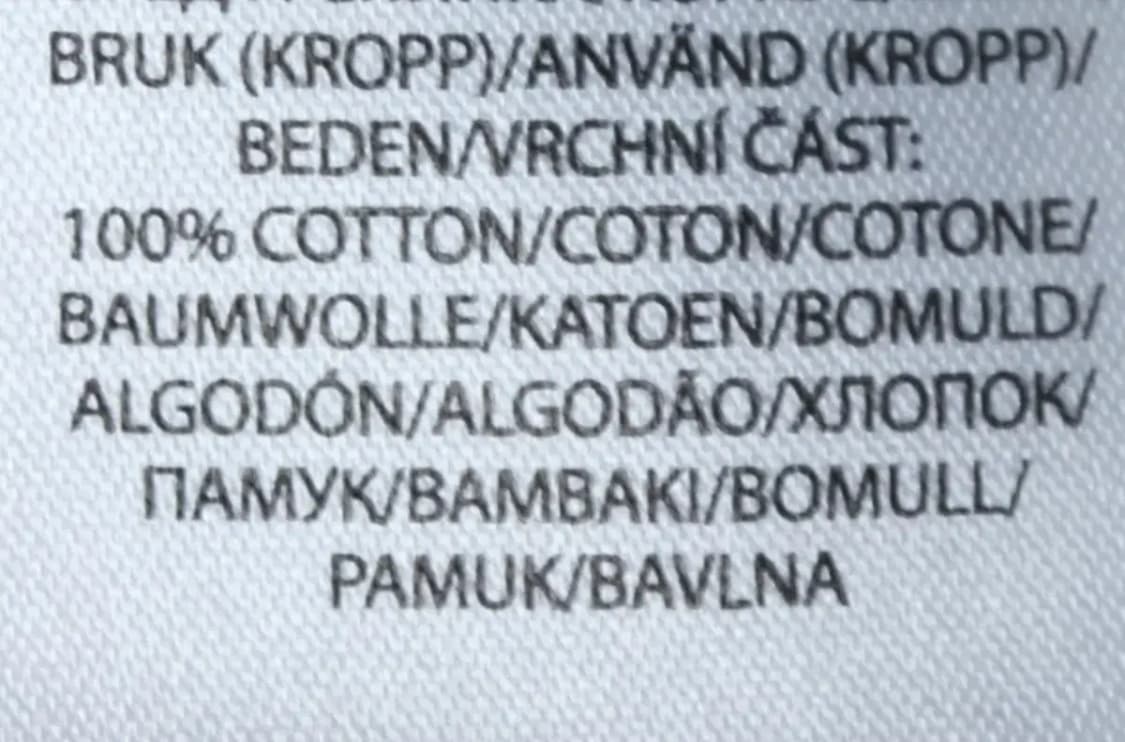 BRUK (KROPP)/ANVÄND (KROPP)/
BEDEN/VRCHNÍ ČÁST:
100% COTTON/COTON/COTONE/
BAUMWOLLE/KATOEN/BOMULD/
ALGODÓN/ALGODÃO/ХЛОПОК/
ПАМУК/BAMBAKI/BOMULL/
PAMUK/BAVLNA